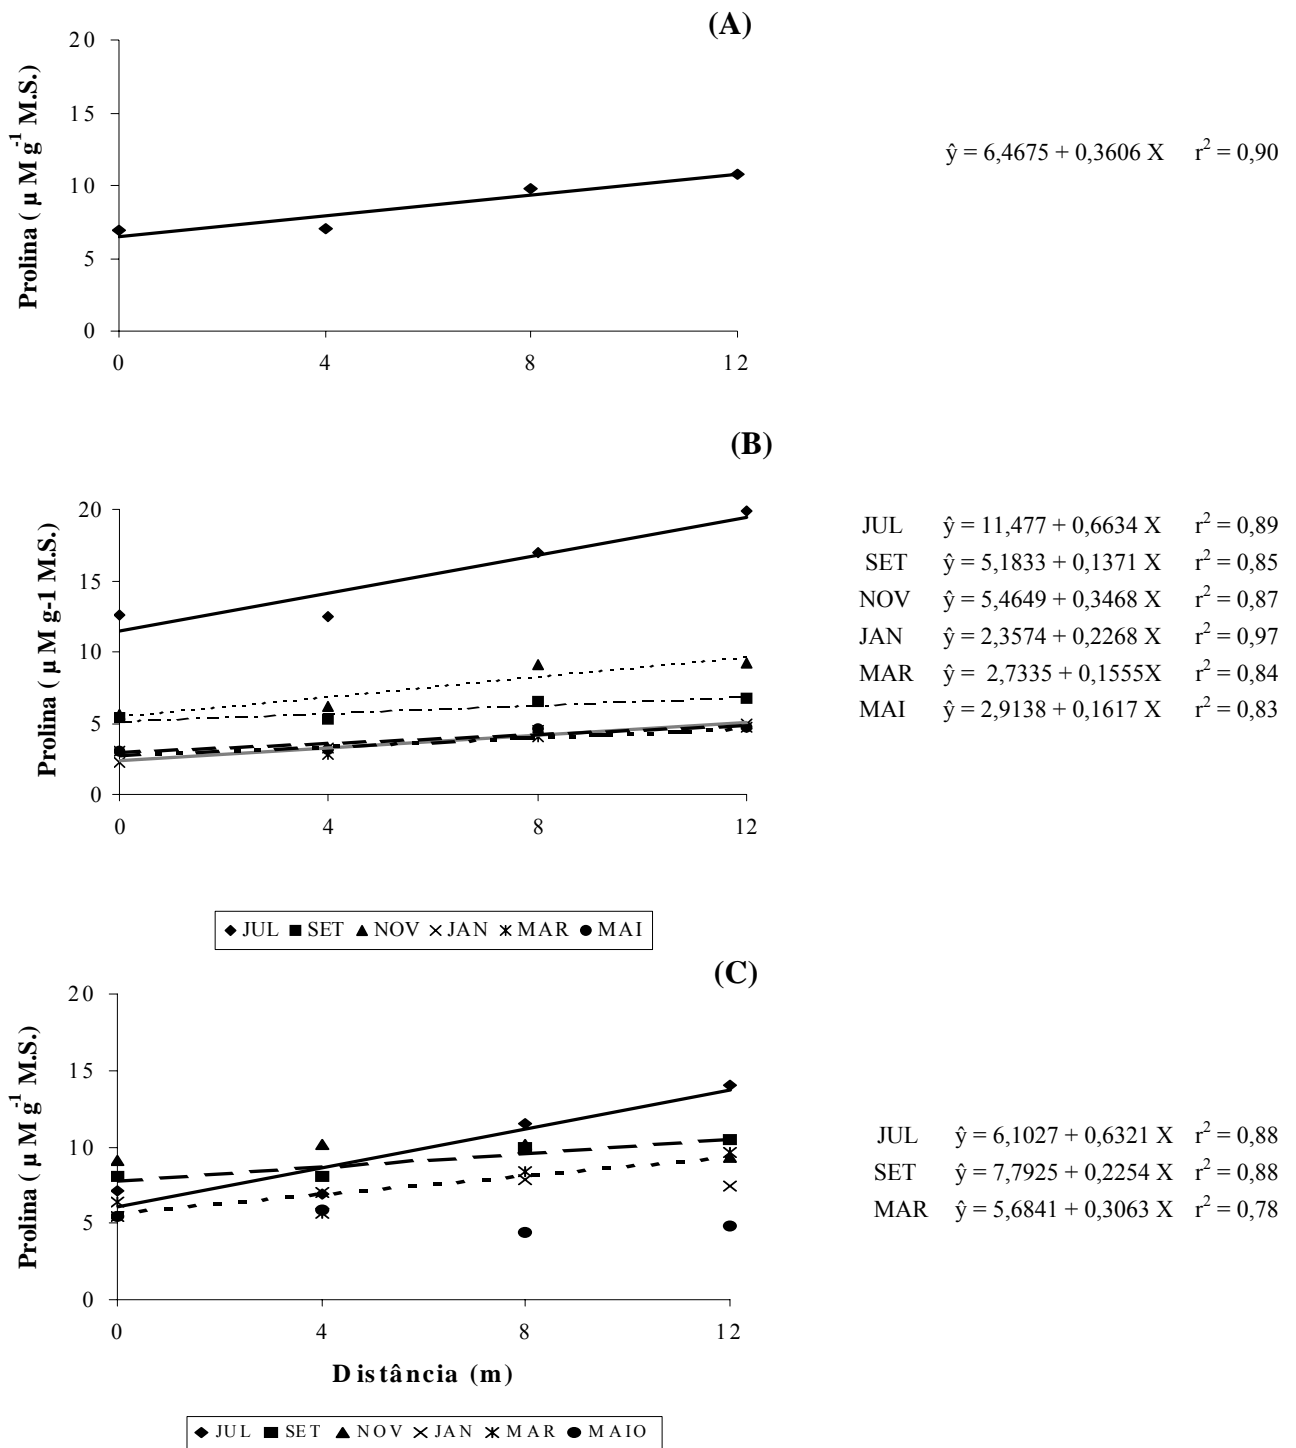 (A)
20
15
10
5
0
0 4 8 12
Prolina ( µ M g-1 M.S.)
ŷ = 6,4675 + 0,3606 X r2 = 0,90
(B)
20
15
10
5
0
0 4 8 12
Prolina ( µ M g-1 M.S.)
JUL ŷ = 11,477 + 0,6634 X r2 = 0,89
SET ŷ = 5,1833 + 0,1371 X r2 = 0,85
NOV ŷ = 5,4649 + 0,3468 X r2 = 0,87
JAN ŷ = 2,3574 + 0,2268 X r2 = 0,97
MAR ŷ = 2,7335 + 0,1555X r2 = 0,84
MAI ŷ = 2,9138 + 0,1617 X r2 = 0,83
JUL SET NOV JAN MAR MAI
(C)
20
15
10
5
0
0 4 8 12
Prolina ( µ M g-1 M.S.)
Distância (m)
JUL ŷ = 6,1027 + 0,6321 X r2 = 0,88
SET ŷ = 7,7925 + 0,2254 X r2 = 0,88
MAR ŷ = 5,6841 + 0,3063 X r2 = 0,78
JUL SET NOV JAN MAR MAIO